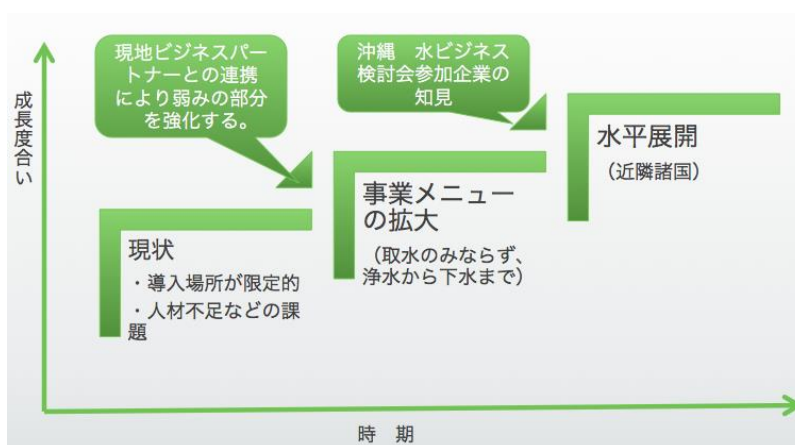 現地ビジネスパー
トナーとの連携
により弱みの部分
を強化する。
沖縄　水ビジネス
検討会参加企業の
知見
成長度合い
水平展開
（近隣諸国）
事業メニュー
の拡大
（取水のみならず、
浄水から下水まで）
現状
・導入場所が限定的
・人材不足などの課
題
時　期